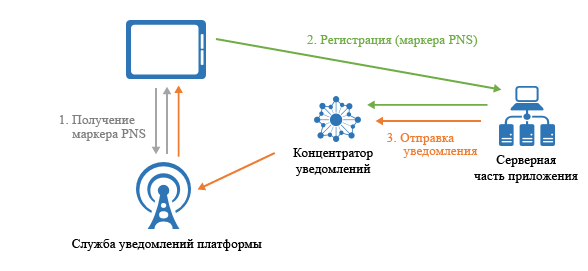 2. Регистрация (маркера PNS)
1. Получение
маркера PNS
3. Отправка
уведомления
Концентратор
уведомлений
Серверная
часть приложения
Служба уведомлений платформы